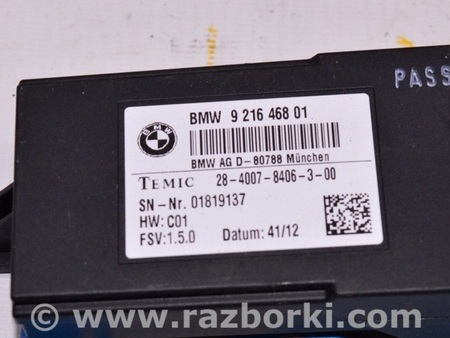 PASS
BMW
BMW 9 216 468 01
BMW AG D-80788 München
TEMIC 28-4007-8406-3-00
SN-Nr. 01819137
HW: C01
FSV:1.5.0 Datum: 41/12
www.razborki.com